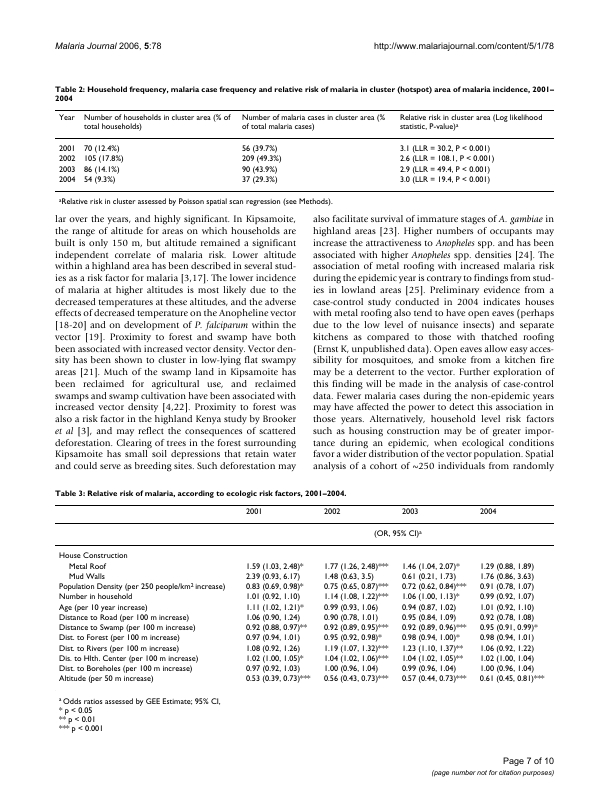 Malaria Journal 2006, 5:78
http://www.malariajournal.com/content/5/1/78
Table 2: Household frequency, malaria case frequency and relative risk of malaria in cluster (hotspot) area of malaria incidence, 2001–
2004
Year Number of households in cluster area (% of total households) Number of malaria cases in cluster area (% of total malaria cases) Relative risk in cluster area (Log likelihood statistic, P-value)a
2001 70 (12.4%) 56 (39.7%) 3.1 (LLR = 30.2, P < 0.001)
2002 105 (17.8%) 209 (49.3%) 2.6 (LLR = 108.1, P < 0.001)
2003 86 (14.1%) 90 (43.9%) 2.9 (LLR = 49.4, P < 0.001)
2004 54 (9.3%) 37 (29.3%) 3.0 (LLR = 19.4, P < 0.001)
aRelative risk in cluster assessed by Poisson spatial scan regression (see Methods).
lar over the years, and highly significant. In Kipsamoite,
the range of altitude for areas on which households are
built is only 150 m, but altitude remained a significant
independent correlate of malaria risk. Lower altitude
within a highland area has been described in several stud-
ies as a risk factor for malaria [3,17]. The lower incidence
of malaria at higher altitudes is most likely due to the
decreased temperatures at these altitudes, and the adverse
effects of decreased temperature on the Anopheline vector
[18-20] and on development of P. falciparum within the
vector [19]. Proximity to forest and swamp have both
been associated with increased vector density. Vector den-
sity has been shown to cluster in low-lying flat swampy
areas [21]. Much of the swamp land in Kipsamoite has
been reclaimed for agricultural use, and reclaimed
swamps and swamp cultivation have been associated with
increased vector density [4,22]. Proximity to forest was
also a risk factor in the highland Kenya study by Brooker
et al [3], and may reflect the consequences of scattered
deforestation. Clearing of trees in the forest surrounding
Kipsamoite has small soil depressions that retain water
and could serve as breeding sites. Such deforestation may
also facilitate survival of immature stages of A. gambiae in
highland areas [23]. Higher numbers of occupants may
increase the attractiveness to Anopheles spp. and has been
associated with higher Anopheles spp. densities [24]. The
association of metal roofing with increased malaria risk
during the epidemic year is contrary to findings from stud-
ies in lowland areas [25]. Preliminary evidence from a
case-control study conducted in 2004 indicates houses
with metal roofing also tend to have open eaves (perhaps
due to the low level of nuisance insects) and separate
kitchens as compared to those with thatched roofing
(Ernst K, unpublished data). Open eaves allow easy acces-
sibility for mosquitoes, and smoke from a kitchen fire
may be a deterrent to the vector. Further exploration of
this finding will be made in the analysis of case-control
data. Fewer malaria cases during the non-epidemic years
may have affected the power to detect this association in
those years. Alternatively, household level risk factors
such as housing construction may be of greater impor-
tance during an epidemic, when ecological conditions
favor a wider distribution of the vector population. Spatial
analysis of a cohort of ~250 individuals from randomly
Table 3: Relative risk of malaria, according to ecologic risk factors, 2001–2004.
2001 2002 2003 2004
(OR, 95% CI)a
House Construction
Metal Roof 1.59 (1.03, 2.48)* 1.77 (1.26, 2.48)*** 1.46 (1.04, 2.07)* 1.29 (0.88, 1.89)
Mud Walls 2.39 (0.93, 6.17) 1.48 (0.63, 3.5) 0.61 (0.21, 1.73) 1.76 (0.86, 3.63)
Population Density (per 250 people/km2 increase) 0.83 (0.69, 0.98)* 0.75 (0.65, 0.87)*** 0.72 (0.62, 0.84)*** 0.91 (0.78, 1.07)
Number in household 1.01 (0.92, 1.10) 1.14 (1.08, 1.22)*** 1.06 (1.00, 1.13)* 0.99 (0.92, 1.07)
Age (per 10 year increase) 1.11 (1.02, 1.21)* 0.99 (0.93, 1.06) 0.94 (0.87, 1.02) 1.01 (0.92, 1.10)
Distance to Road (per 100 m increase) 1.06 (0.90, 1.24) 0.90 (0.78, 1.01) 0.95 (0.84, 1.09) 0.92 (0.78, 1.08)
Distance to Swamp (per 100 m increase) 0.92 (0.88, 0.97)** 0.92 (0.89, 0.95)*** 0.92 (0.89, 0.96)*** 0.95 (0.91, 0.99)*
Dist. to Forest (per 100 m increase) 0.97 (0.94, 1.01) 0.95 (0.92, 0.98)* 0.98 (0.94, 1.00)* 0.98 (0.94, 1.01)
Dist. to Rivers (per 100 m increase) 1.08 (0.92, 1.26) 1.19 (1.07, 1.32)*** 1.23 (1.10, 1.37)** 1.06 (0.92, 1.22)
Dis. to Hlth. Center (per 100 m increase) 1.02 (1.00, 1.05)* 1.04 (1.02, 1.06)*** 1.04 (1.02, 1.05)** 1.02 (1.00, 1.04)
Dist. to Boreholes (per 100 m increase) 0.97 (0.92, 1.03) 1.00 (0.96, 1.04) 0.99 (0.96, 1.04) 1.00 (0.96, 1.04)
Altitude (per 50 m increase) 0.53 (0.39, 0.73)*** 0.56 (0.43, 0.73)*** 0.57 (0.44, 0.73)*** 0.61 (0.45, 0.81)***
a Odds ratios assessed by GEE Estimate; 95% CI,
* p < 0.05
** p < 0.01
*** p < 0.001
Page 7 of 10
(page number not for citation purposes)